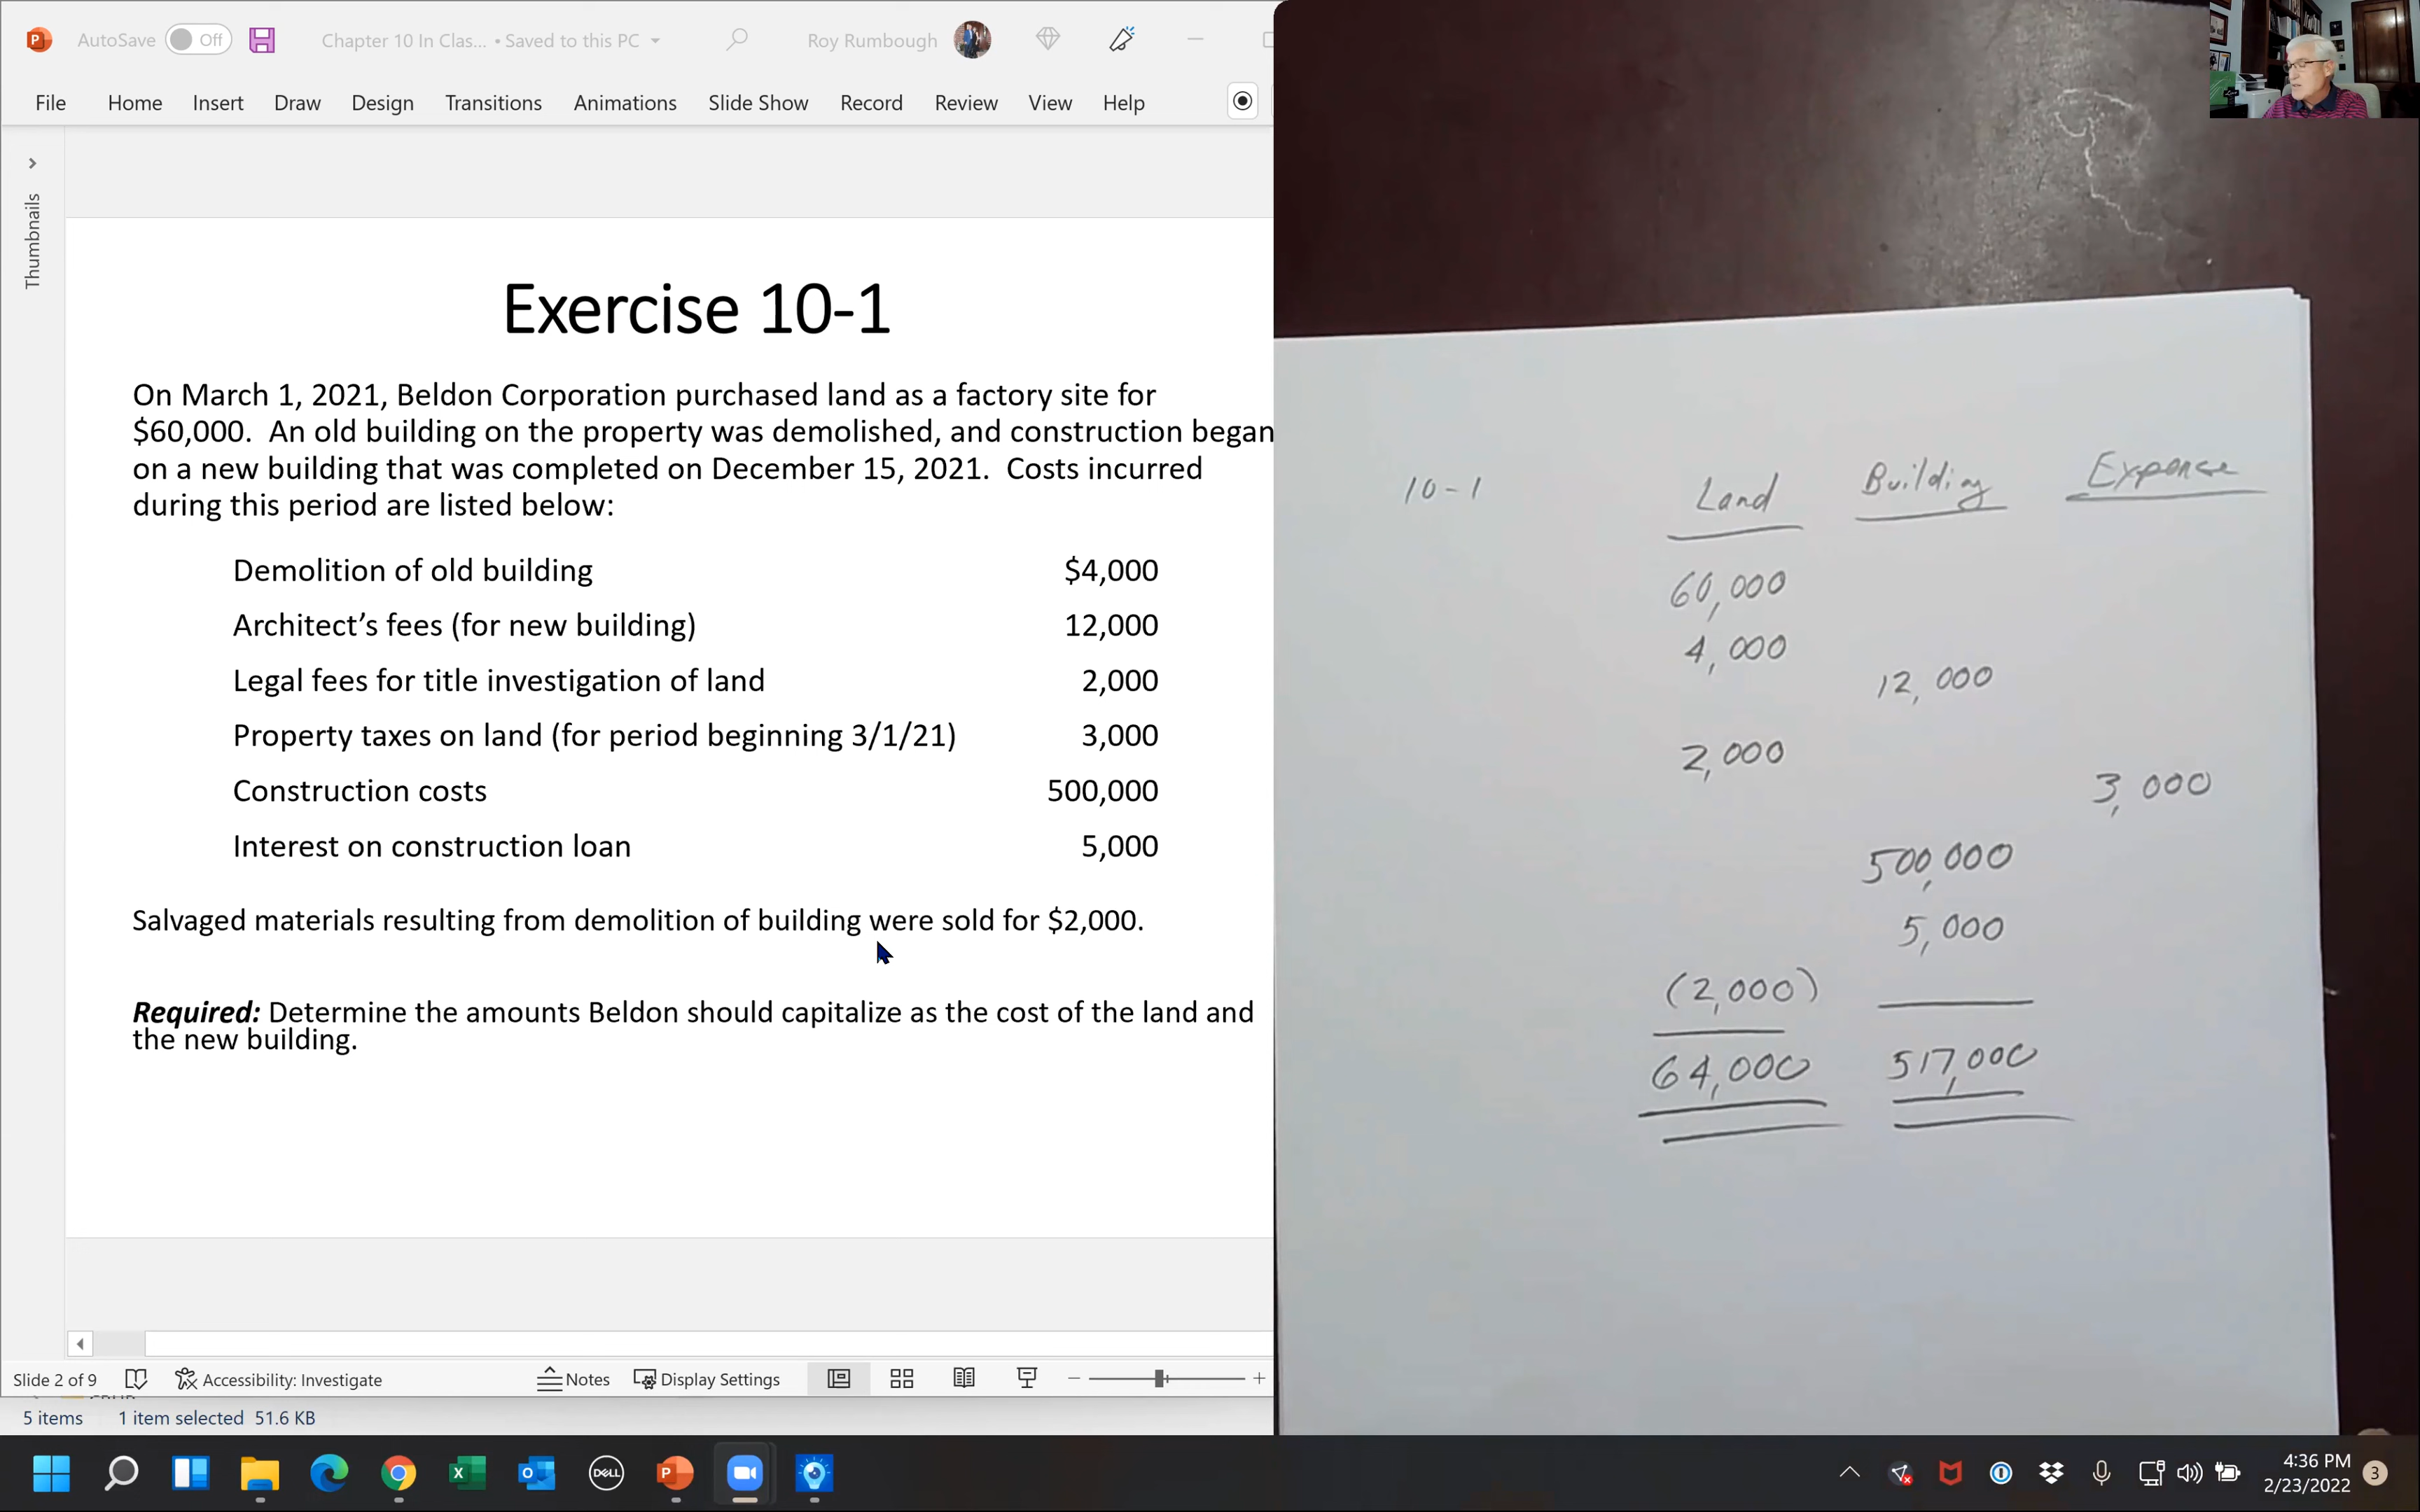 AutoSave Off Chapter 10 In Clas... • Saved to this PC Roy Rumbough
File Home Insert Draw Design Transitions Animations Slide Show Record Review View Help
Thumbnails
Exercise 10-1
On March 1, 2021, Beldon Corporation purchased land as a factory site for
$60,000. An old building on the property was demolished, and construction began
on a new building that was completed on December 15, 2021. Costs incurred
during this period are listed below:
Demolition of old building $4,000
Architect’s fees (for new building) 12,000
Legal fees for title investigation of land 2,000
Property taxes on land (for period beginning 3/1/21) 3,000
Construction costs 500,000
Interest on construction loan 5,000
Salvaged materials resulting from demolition of building were sold for $2,000.
Required: Determine the amounts Beldon should capitalize as the cost of the land and
the new building.
Slide 2 of 9 Accessibility: Investigate Notes Display Settings
5 items 1 item selected 51.6 KB
10-1 Land Building Expense
60,000
4,000
12,000
2,000
3,000
500,000
5,000
(2,000)
64,000 517,000
DELL
4:36 PM
2/23/2022 3